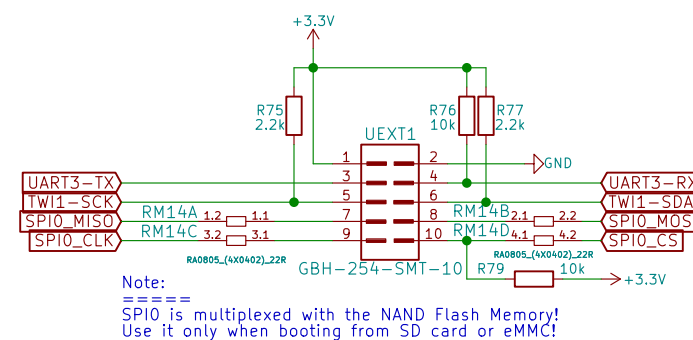 +3.3V
R75
2.2k
R76
10k
R77
2.2k
UEXT1
1 2
GND
UART3-TX 3 4 UART3-RX
TWI1-SCK 5 6 TWI1-SDA
SPI0_MISO RM14A 1.2 1.1 7 8 RM14B 2.1 2.2 SPI0_MOS
SPI0_CLK RM14C 3.2 3.1 9 10 RM14D 4.1 4.2 SPI0_CS
RA0805_(4X0402)_22R
RA0805_(4X0402)_22R
GBH-254-SMT-10
R79 10k
+3.3V
Note:
=====
SPI0 is multiplexed with the NAND Flash Memory!
Use it only when booting from SD card or eMMC!